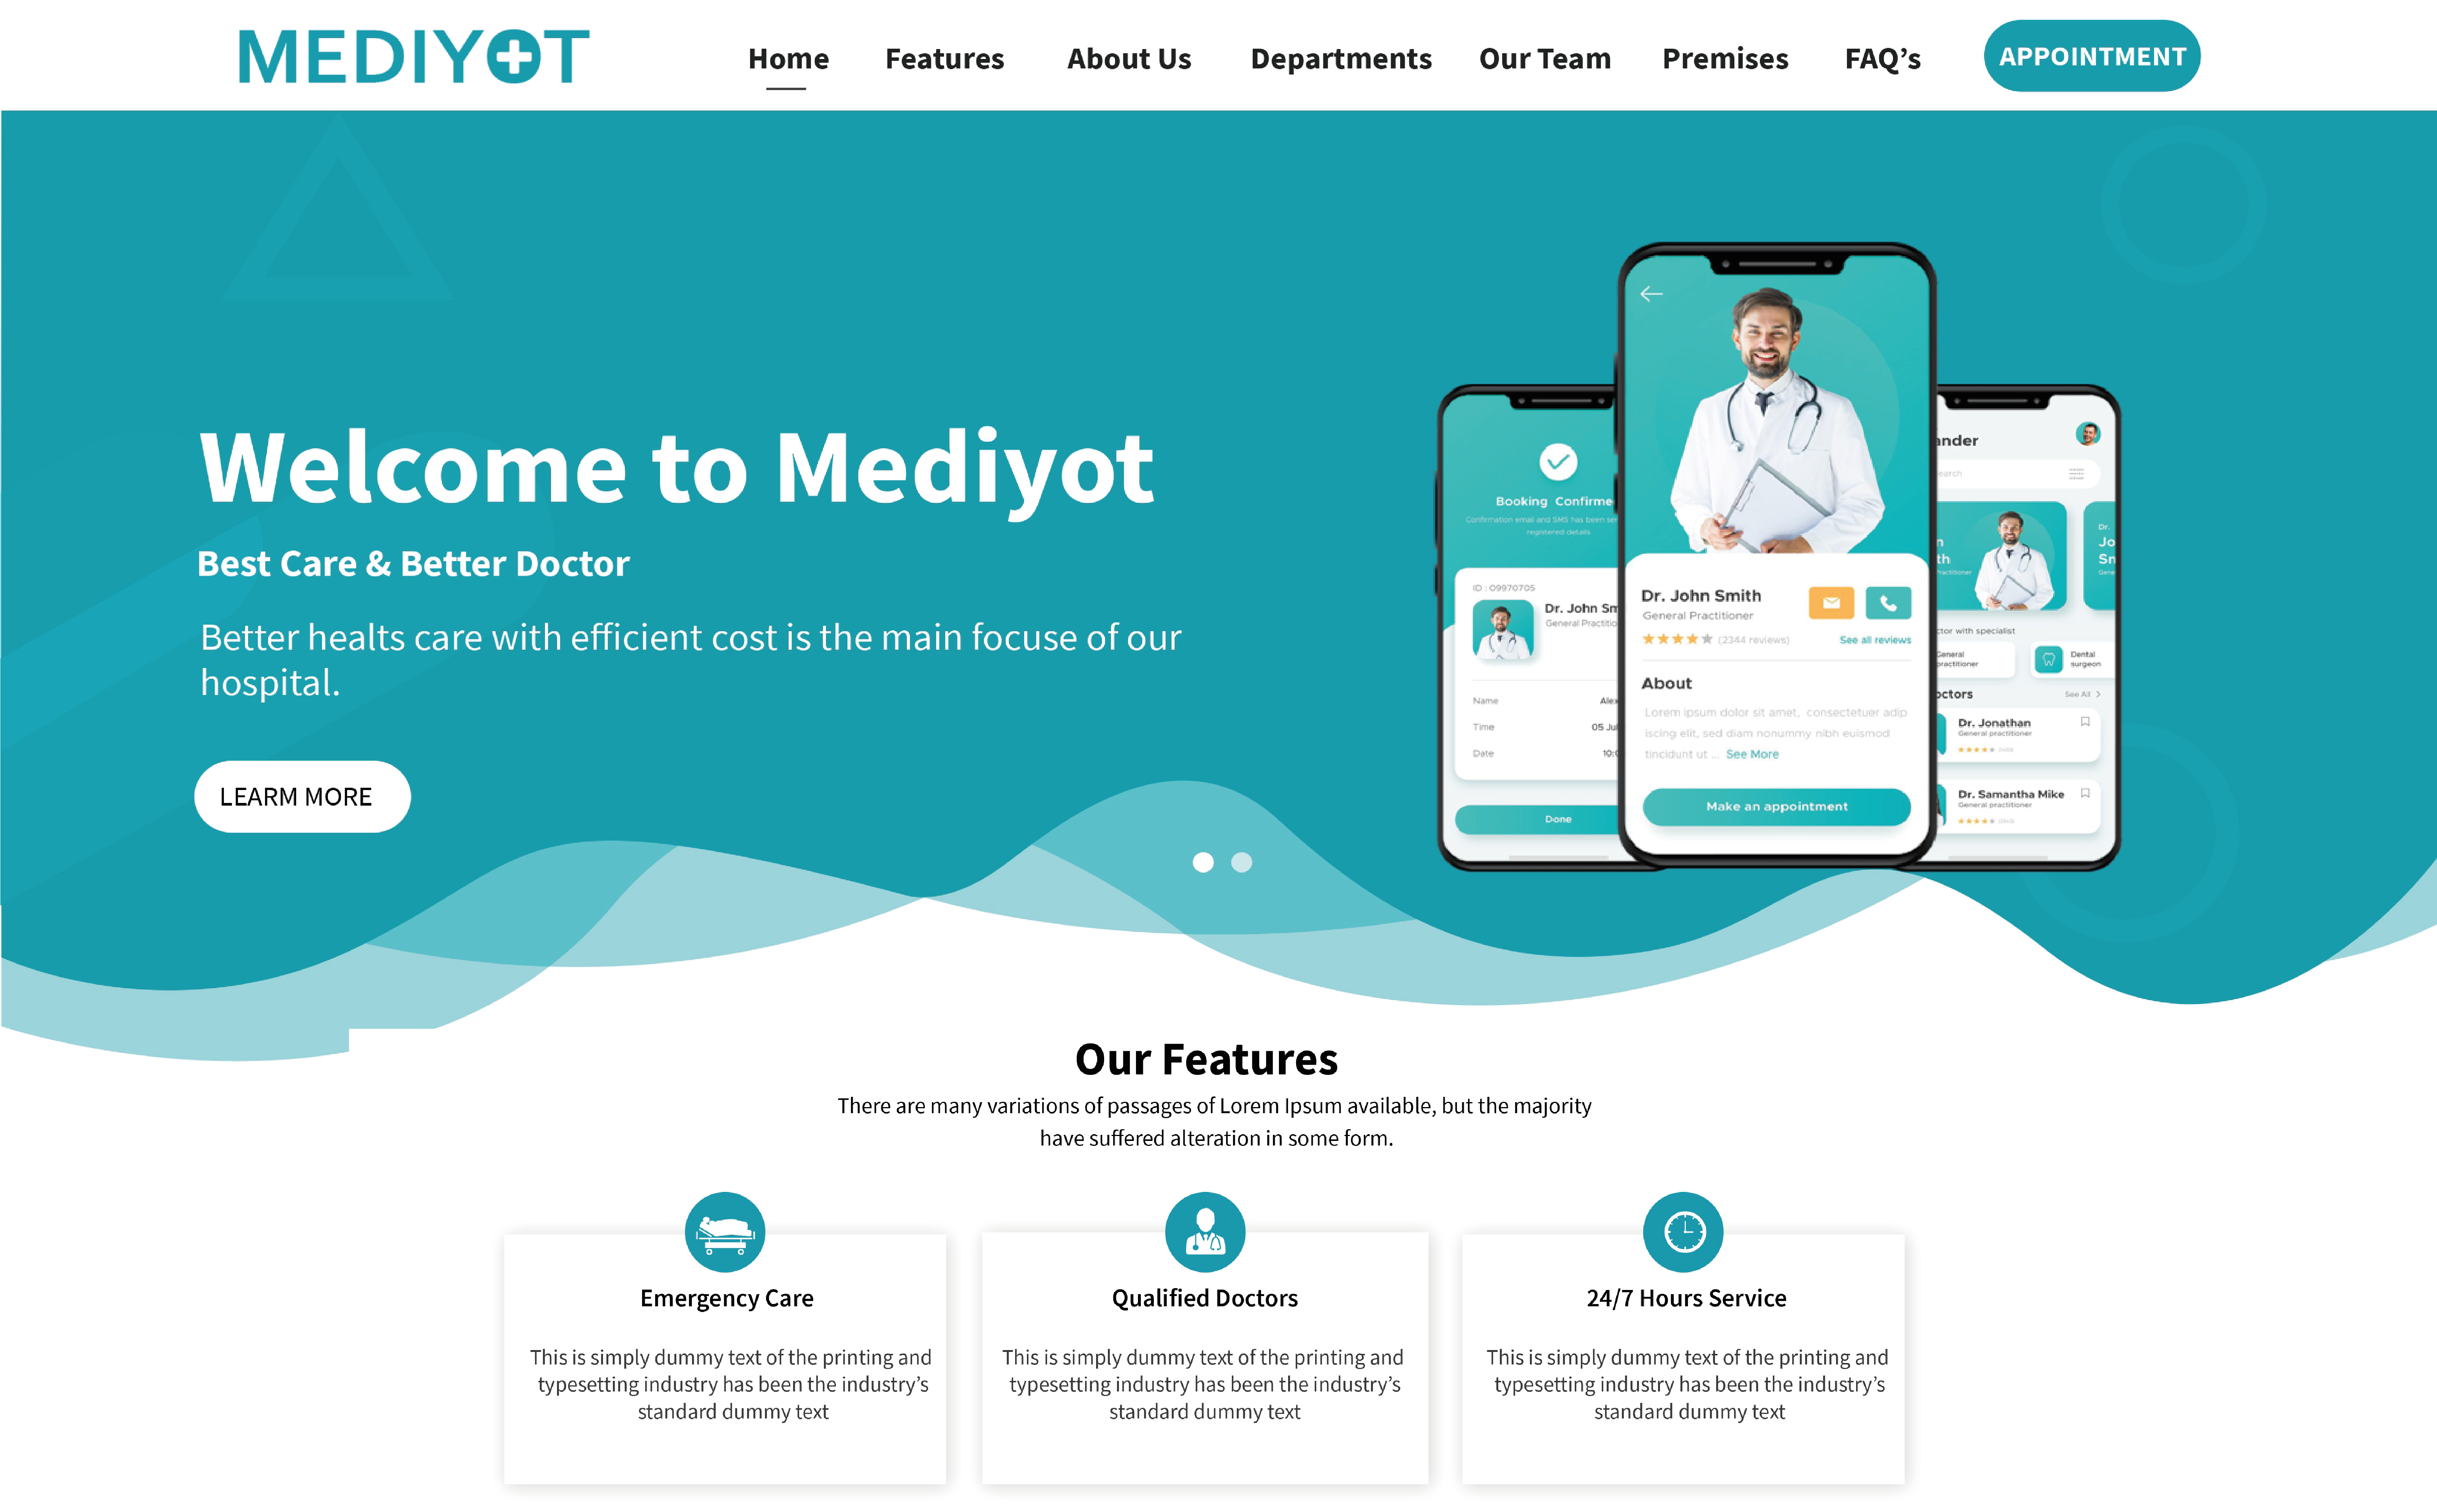 MEDIYOT
Home Features About Us Departments Our Team Premises FAQ’s APPOINTMENT
Welcome to Mediyot
Best Care & Better Doctor
Better healts care with efficient cost is the main focuse of our
hospital.
LEARM MORE
Booking Confirme
Confirmation email and SMS has been
registered details
ID : 09970705
Dr. John Sm
General Practitio
Name Alex
Time 05 Jul
Date 10:
Done
Dr. John Smith
General Practitioner
(2344 reviews) See all reviews
About
Lorem ipsum dolor sit amet, consectetuer adip
iscing elit, sed diam nonummy nibh euismod
tincidunt ut ... See More
Make an appointment
ander
earch
n
th
Practitioner
Dr.
Jo
Sn
Gene
ctor with specialist
General
practitioner
Dental
surgeon
octors See All
Dr. Jonathan
General practitioner
Dr. Samantha Mike
General practitioner
Our Features
There are many variations of passages of Lorem Ipsum available, but the majority
have suffered alteration in some form.
Emergency Care
This is simply dummy text of the printing and
typesetting industry has been the industry’s
standard dummy text
Qualified Doctors
This is simply dummy text of the printing and
typesetting industry has been the industry’s
standard dummy text
24/7 Hours Service
This is simply dummy text of the printing and
typesetting industry has been the industry’s
standard dummy text